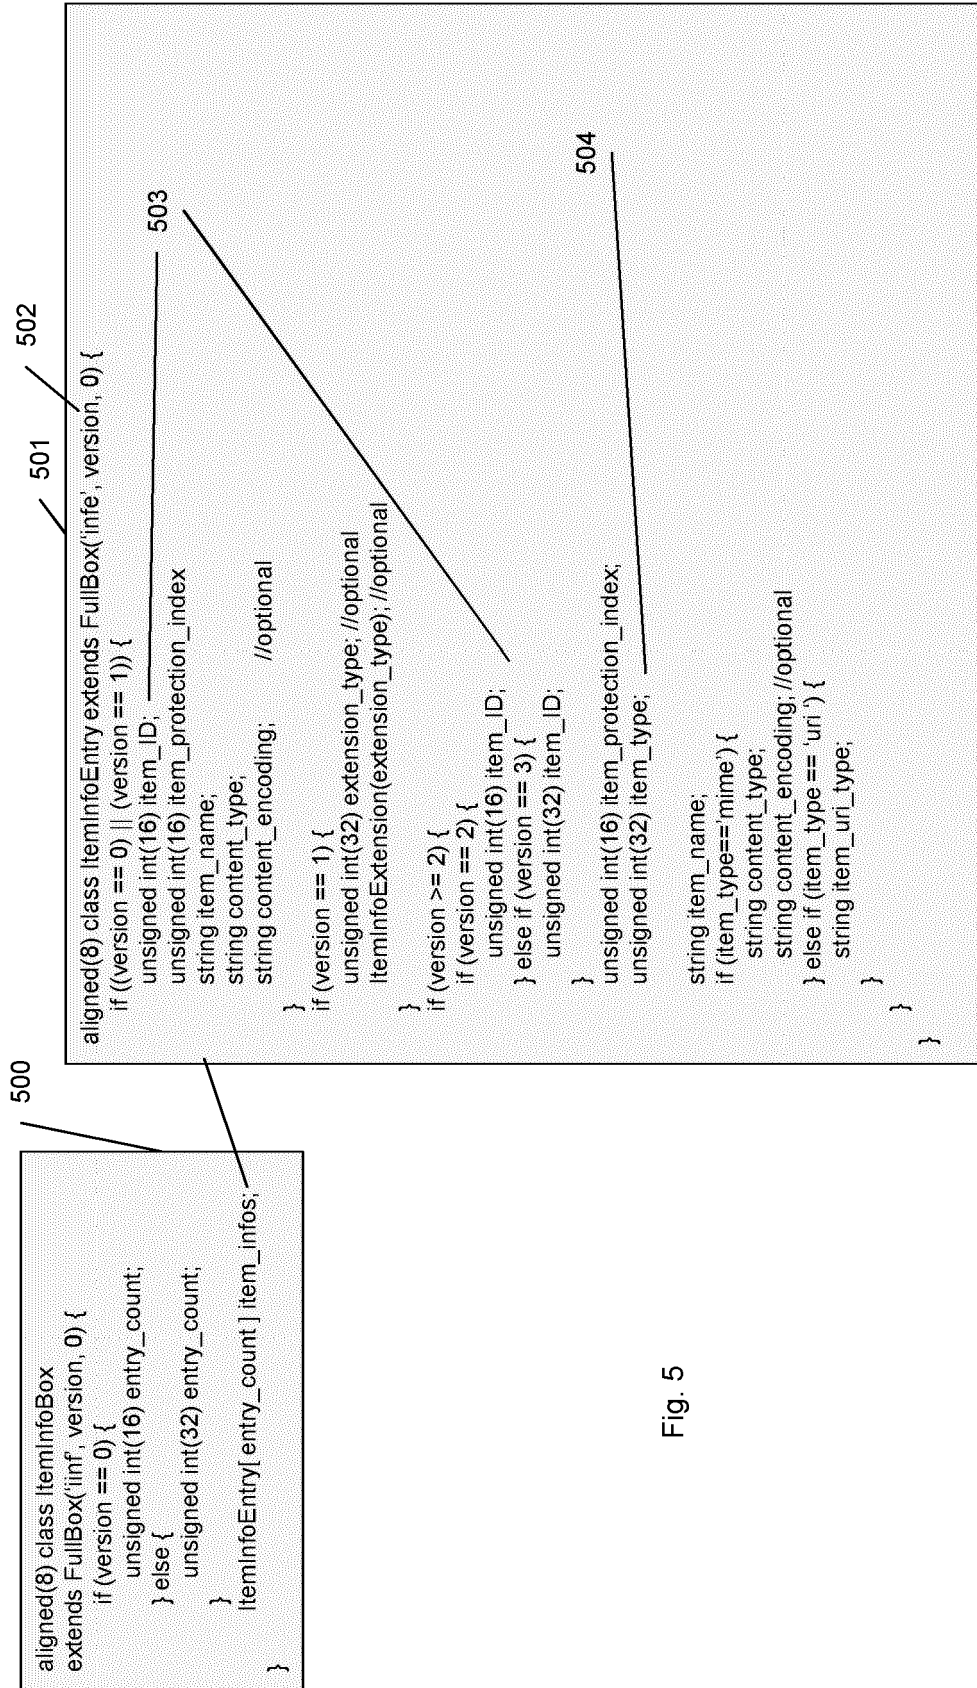 500
aligned(8) class ItemInfoBox
extends FullBox('iinf', version, 0) {
if (version == 0) {
unsigned int(16) entry_count;
} else {
unsigned int(32) entry_count;
}
ItemInfoEntry[ entry_count ] item_infos;
}
501
502
aligned(8) class ItemInfoEntry extends FullBox('infe', version, 0) {
if ((version == 0) || (version == 1)) {
unsigned int(16) item_ID;
unsigned int(16) item_protection_index
string item_name;
string content_type;
string content_encoding; //optional
}
if (version == 1) {
unsigned int(32) extension_type; //optional
ItemInfoExtension(extension_type); //optional
}
if (version >= 2) {
if (version == 2) {
unsigned int(16) item_ID;
} else if (version == 3) {
unsigned int(32) item_ID;
}
unsigned int(16) item_protection_index;
unsigned int(32) item_type;
string item_name;
if (item_type=='mime') {
string content_type;
string content_encoding; //optional
} else if (item_type == 'uri ') {
string item_uri_type;
}
}
}
503
504
Fig. 5